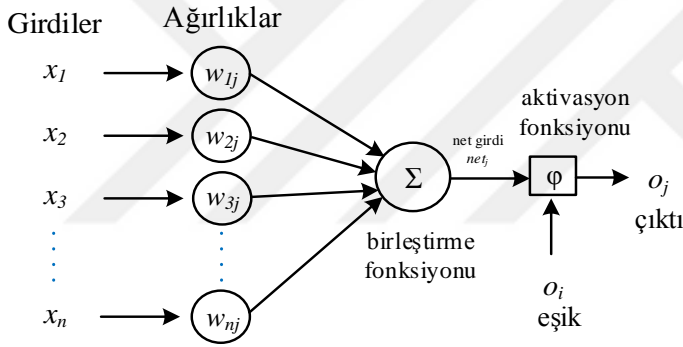 Girdiler
Ağırlıklar
x1
w1j
x2
w2j
x3
w3j
xn
wnj
Σ
birleştirme
fonksiyonu
net girdi
netj
aktivasyon
fonksiyonu
φ
oj
çıktı
oi
eşik